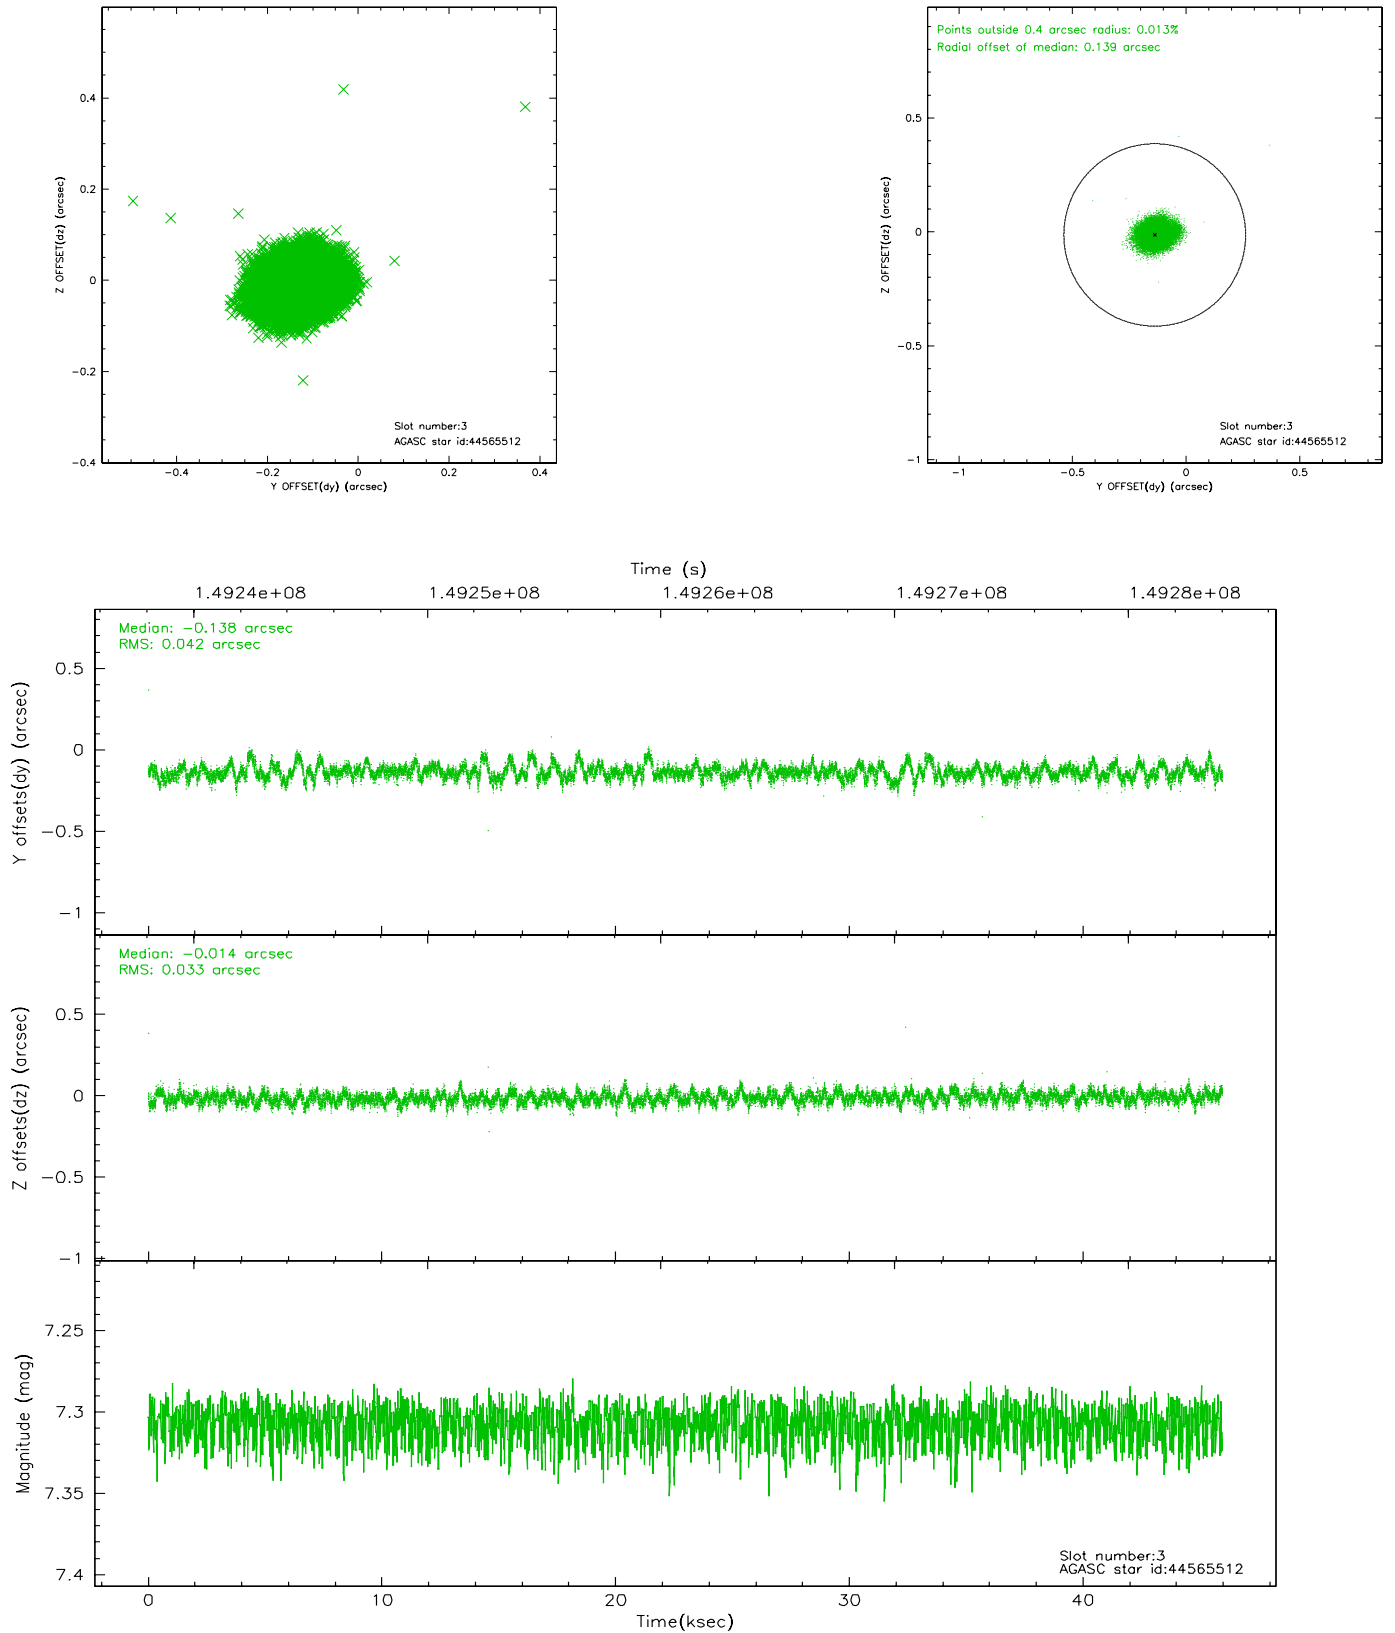 0.4
0.2
0
−0.2
−0.4
Z OFFSET(dz) (arcsec)
−0.4
−0.2
0
0.2
0.4
Y OFFSET(dy) (arcsec)
Slot number:3
AGASC star id:44565512
Points outside 0.4 arcsec radius: 0.013%
Radial offset of median: 0.139 arcsec
0.5
0
−0.5
−1
Z OFFSET(dz) (arcsec)
−1
−0.5
0
0.5
Y OFFSET(dy) (arcsec)
Slot number:3
AGASC star id:44565512
Time (s)
1.4924e+08
1.4925e+08
1.4926e+08
1.4927e+08
1.4928e+08
Median: −0.138 arcsec
RMS: 0.042 arcsec
0.5
0
−0.5
−1
Y offsets(dy) (arcsec)
Median: −0.014 arcsec
RMS: 0.033 arcsec
0.5
0
−0.5
−1
Z offsets(dz) (arcsec)
7.25
7.3
7.35
7.4
Magnitude (mag)
Slot number:3
AGASC star id:44565512
0
10
20
30
40
Time(ksec)